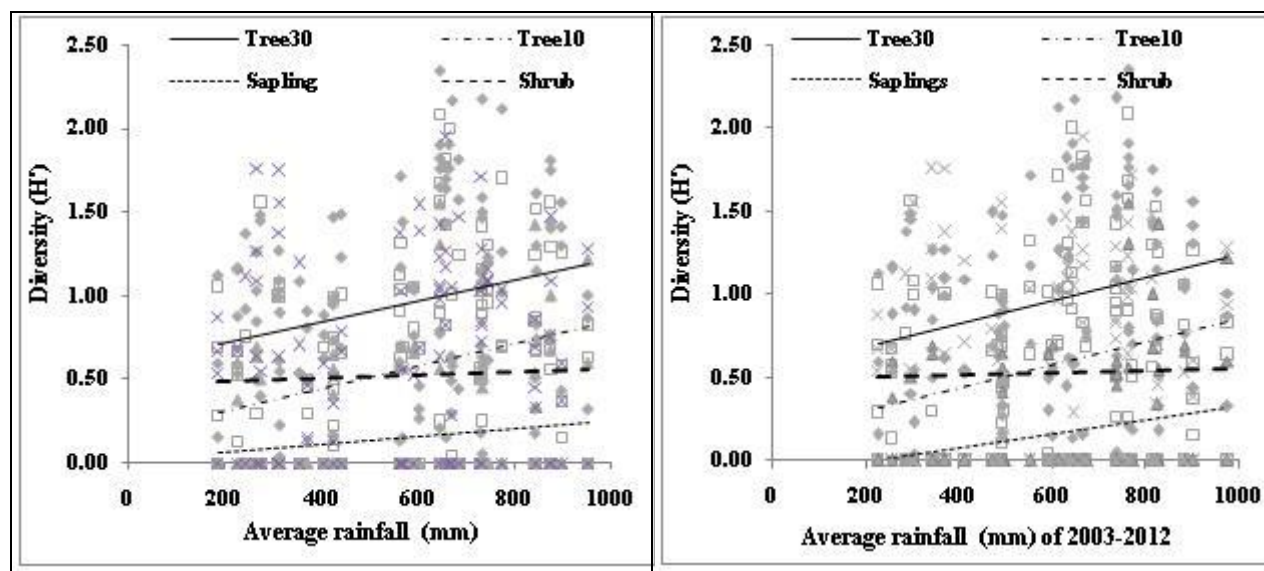 2.50
Tree30 Tree10
Sapling Shrub
2.00
1.50
1.00
0.50
0.00
0 200 400 600 800 1000
Diversity (H')
Average rainfall (mm)
2.50
Tree30 Tree10
Saplings Shrub
2.00
1.50
1.00
0.50
0.00
0 200 400 600 800 1000
Diversity (H')
Average rainfall (mm) of 2003-2012